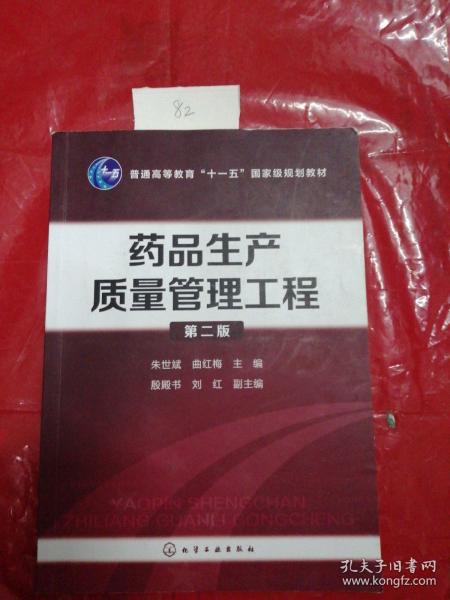 82
十一五
普通高等教育“十一五”国家级规划教材
药品生产
质量管理工程
第二版
朱世斌 曲红梅 主 编
殷殿书 刘 红 副主编
YAOPIN SHENGCHAN
ZHILIANG GUANLI GONGCHENG
化学工业出版社
孔夫子旧书网
www.kongfz.com